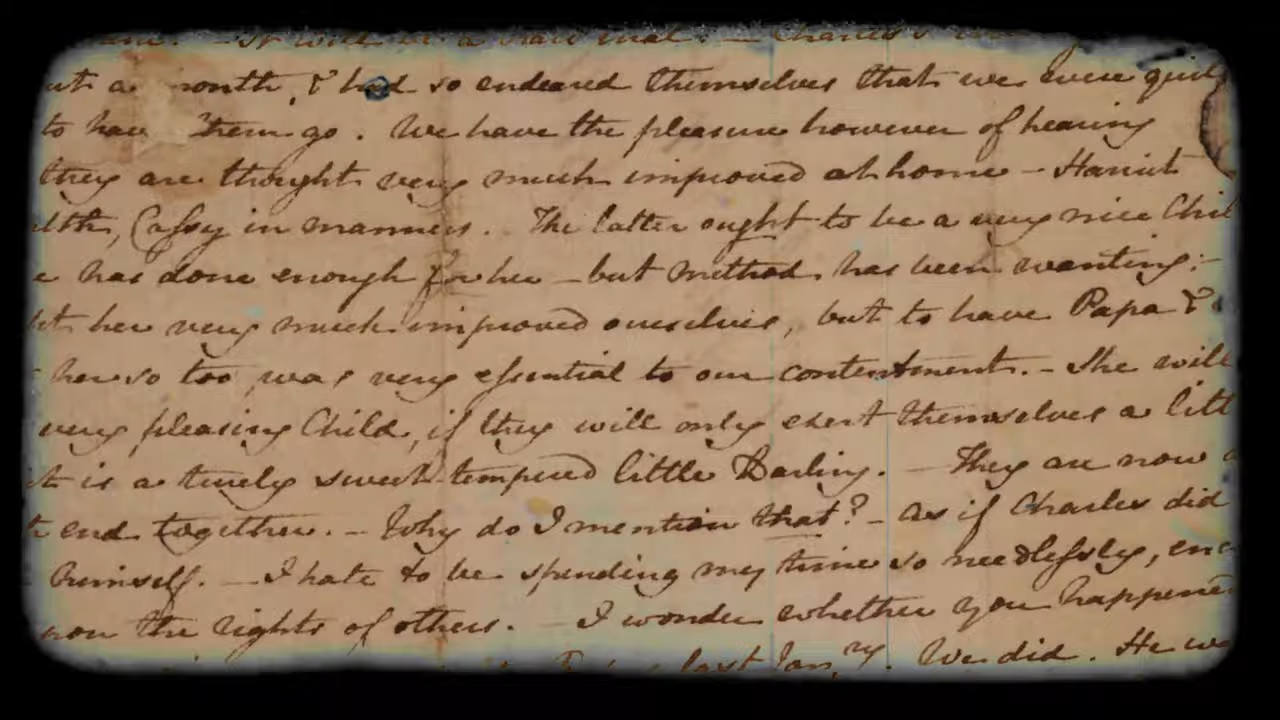 It will be a
month, & had so endeared themselves that we were quite
to have them go. We have the pleasure however of hearing
they are thought very much improved at home - Harriet
Cassy in manners. The latter ought to be a very nice Chil
e has done enough for her - but Method has been wanting: -
her very much improved ourselves, but to have Papa &
her so too was very essential to our contentment. - She will
very pleasing Child, if they will only exert themselves a litt
is a truly sweet-tempered little Darling. They are now
end together. - Why do I mention that? - As if Charles did
himself. - I hate to be spending my time so needlessly, enc
the rights of others. I wonder whether you happened
last Jan.ry. We did. He we